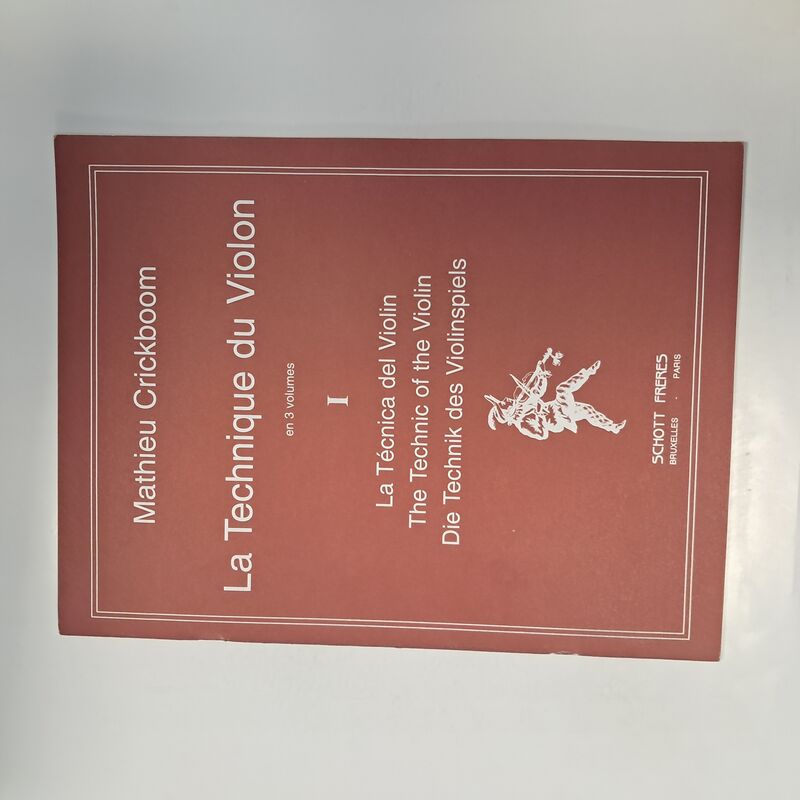 Mathieu Crickboom
La Technique du Violon
en 3 volumes
I
La Técnica del Violin
The Technic of the Violin
Die Technik des Violinspiels
SCHOTT FRERES
BRUXELLES . PARIS